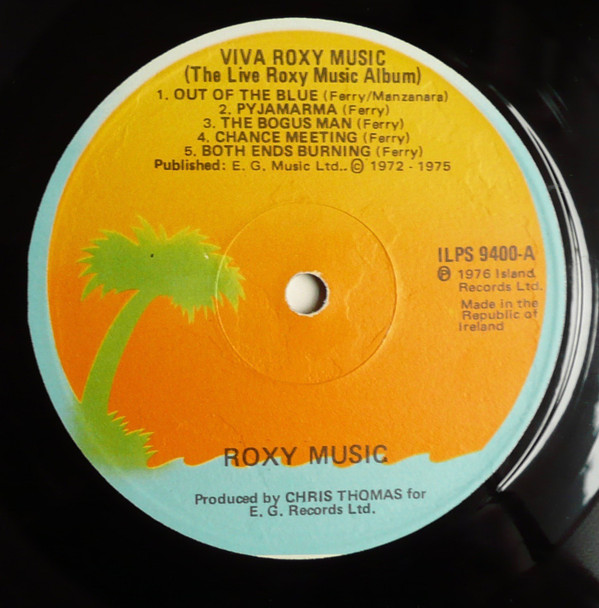 VIVA ROXY MUSIC
(The Live Roxy Music Album)
1. OUT OF THE BLUE (Ferry/Manzanara)
2. PYJAMARMA (Ferry)
3. THE BOGUS MAN (Ferry)
4. CHANCE MEETING (Ferry)
5. BOTH ENDS BURNING (Ferry)
Published: E. G. Music Ltd.. © 1972 - 1975
ILPS 9400-A
℗ 1976 Island
Records Ltd.
Made in the
Republic of
Ireland
ROXY MUSIC
Produced by CHRIS THOMAS for
E. G. Records Ltd.